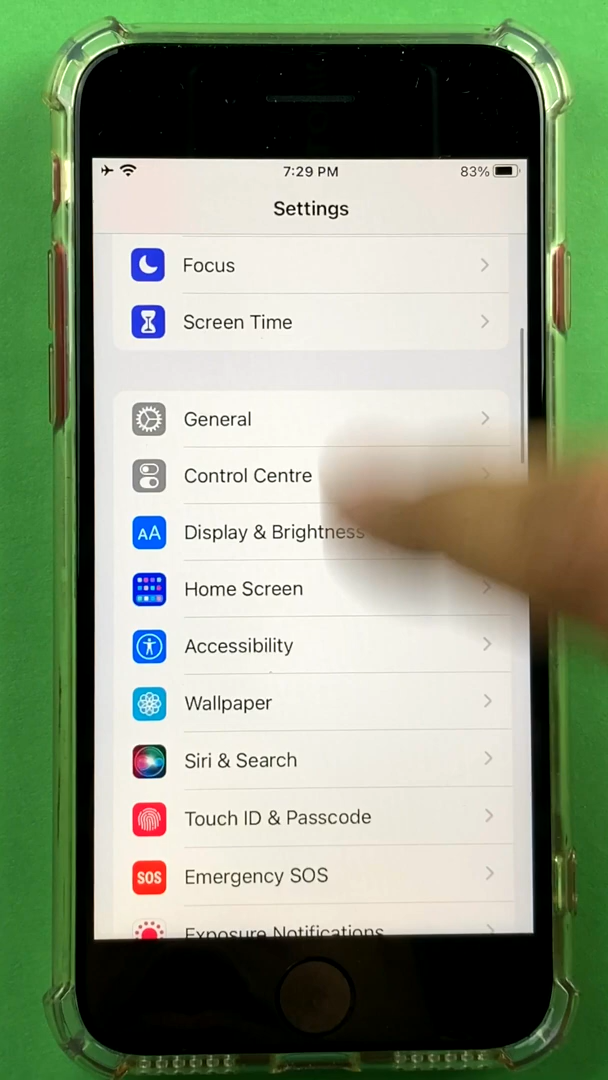 7:29 PM
83%
Settings
Focus
Screen Time
General
Control Centre
AA Display & Brightness
Home Screen
Accessibility
Wallpaper
Siri & Search
Touch ID & Passcode
SOS Emergency SOS
Exposure Notifications